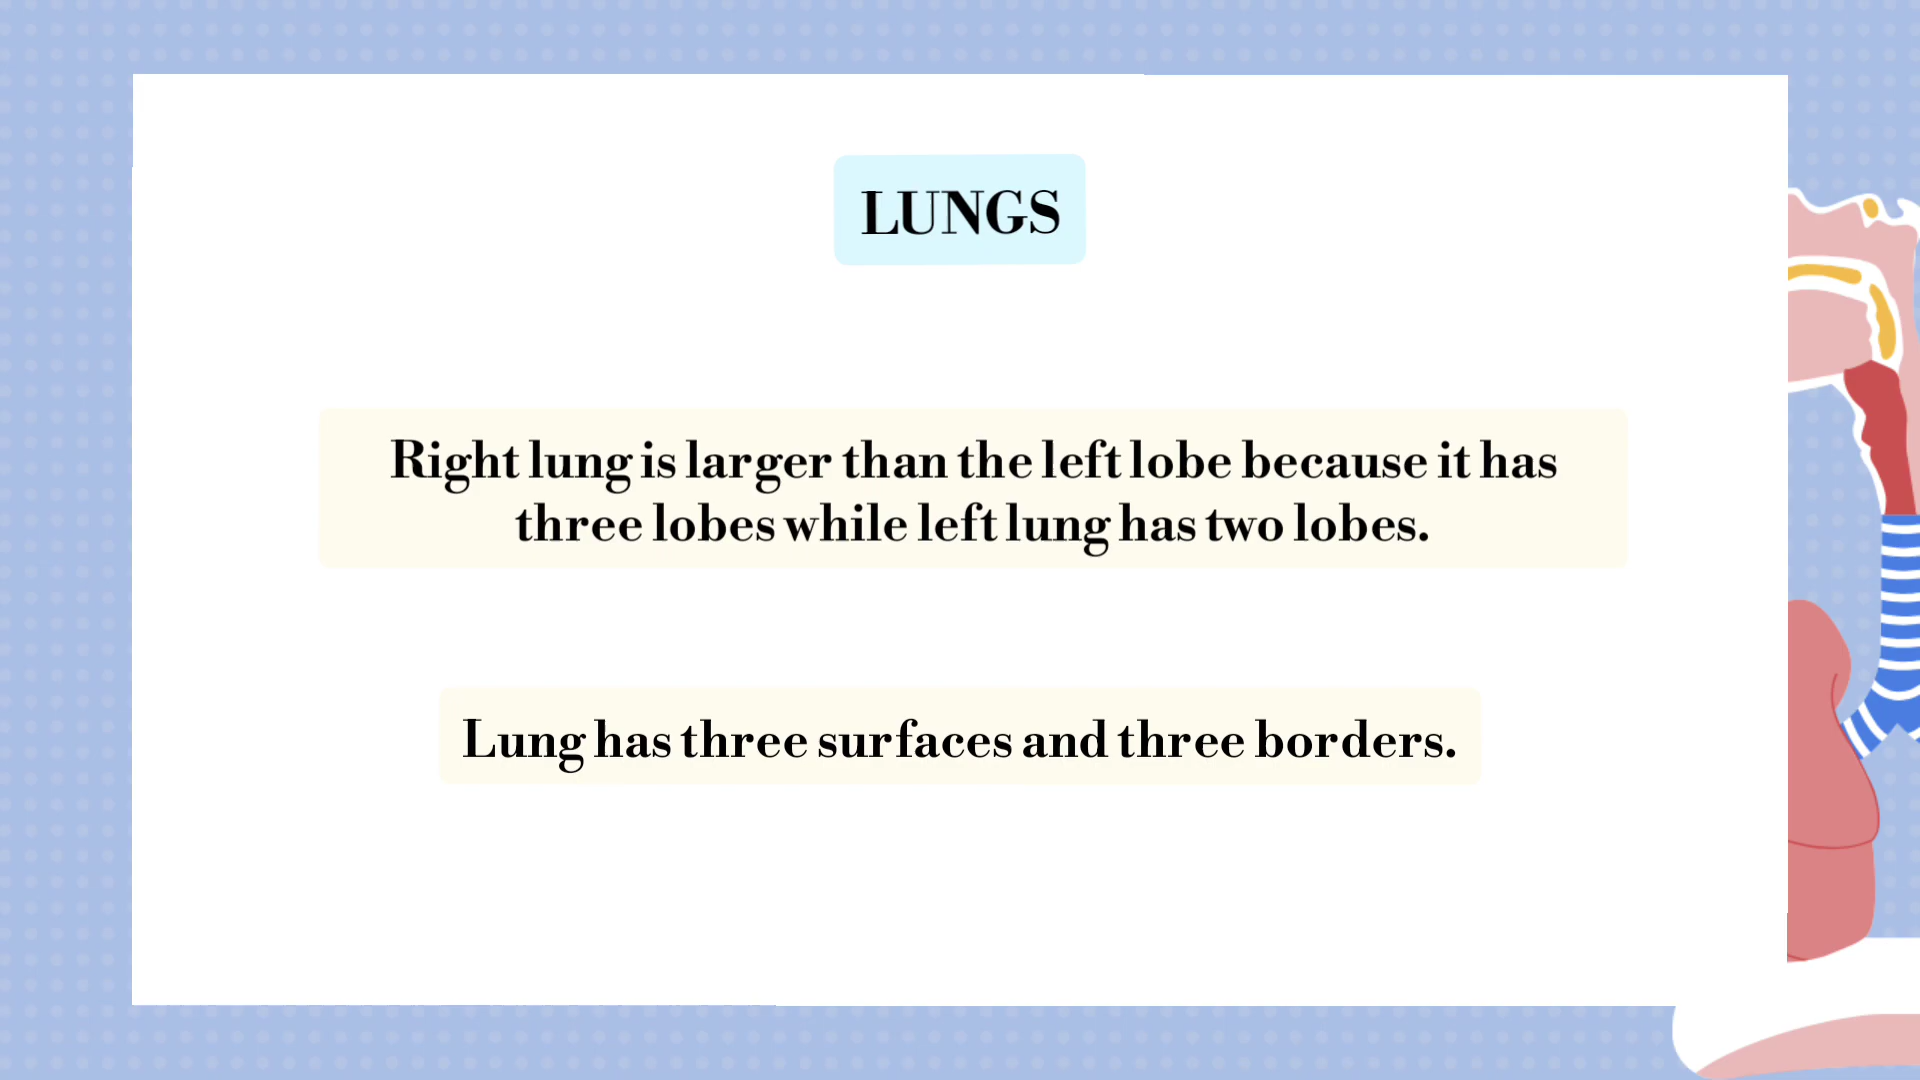 LUNGS
Right lung is larger than the left lobe because it has
three lobes while left lung has two lobes.
Lung has three surfaces and three borders.